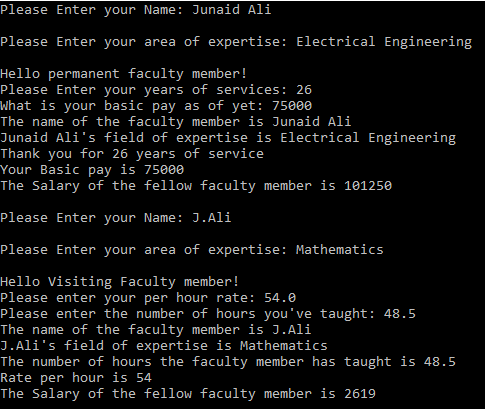 Please Enter your Name: Junaid Ali
Please Enter your area of expertise: Electrical Engineering
Hello permanent faculty member!
Please Enter your years of services: 26
What is your basic pay as of yet: 75000
The name of the faculty member is Junaid Ali
Junaid Ali's field of expertise is Electrical Engineering
Thank you for 26 years of service
Your Basic pay is 75000
The Salary of the fellow faculty member is 101250
Please Enter your Name: J.Ali
Please Enter your area of expertise: Mathematics
Hello Visiting Faculty member!
Please enter your per hour rate: 54.0
Please enter the number of hours you've taught: 48.5
The name of the faculty member is J.Ali
J.Ali's field of expertise is Mathematics
The number of hours the faculty member has taught is 48.5
Rate per hour is 54
The Salary of the fellow faculty member is 2619